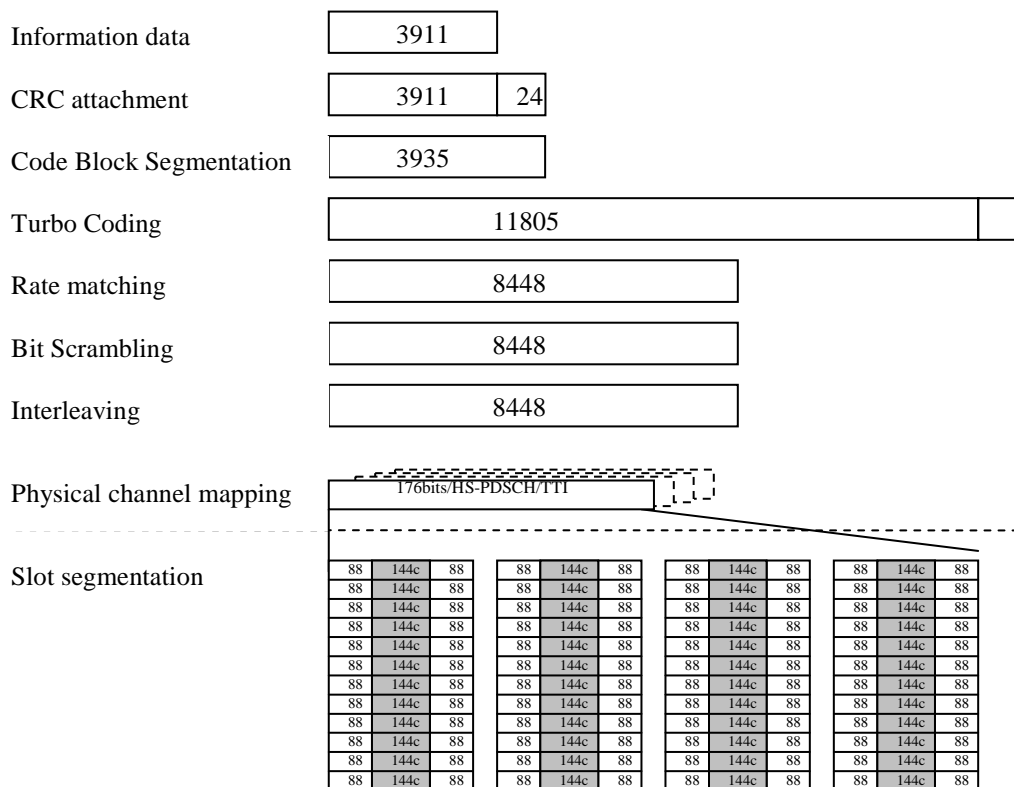 Information data 3911
CRC attachment 3911 24
Code Block Segmentation 3935
Turbo Coding 11805
Rate matching 8448
Bit Scrambling 8448
Interleaving 8448
Physical channel mapping 176bits/HS-PDSCH/TTI
Slot segmentation
88 144c 88 88 144c 88 88 144c 88 88 144c 88
88 144c 88 88 144c 88 88 144c 88 88 144c 88
88 144c 88 88 144c 88 88 144c 88 88 144c 88
88 144c 88 88 144c 88 88 144c 88 88 144c 88
88 144c 88 88 144c 88 88 144c 88 88 144c 88
88 144c 88 88 144c 88 88 144c 88 88 144c 88
88 144c 88 88 144c 88 88 144c 88 88 144c 88
88 144c 88 88 144c 88 88 144c 88 88 144c 88
88 144c 88 88 144c 88 88 144c 88 88 144c 88
88 144c 88 88 144c 88 88 144c 88 88 144c 88
88 144c 88 88 144c 88 88 144c 88 88 144c 88
88 144c 88 88 144c 88 88 144c 88 88 144c 88